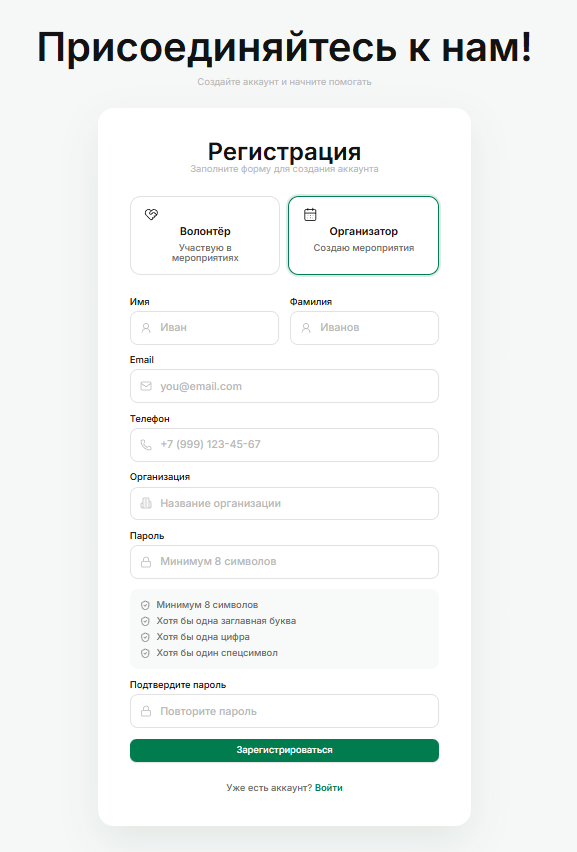 Присоединяйтесь к нам!
Создайте аккаунт и начните помогать
Регистрация
Заполните форму для создания аккаунта
Волонтёр
Участвую в
мероприятиях
Организатор
Создаю мероприятия
Имя
Фамилия
Иван
Иванов
Email
you@email.com
Телефон
+7 (999) 123-45-67
Организация
Название организации
Пароль
Минимум 8 символов
Минимум 8 символов
Хотя бы одна заглавная буква
Хотя бы одна цифра
Хотя бы один спецсимвол
Подтвердите пароль
Повторите пароль
Зарегистрироваться
Уже есть аккаунт? Войти